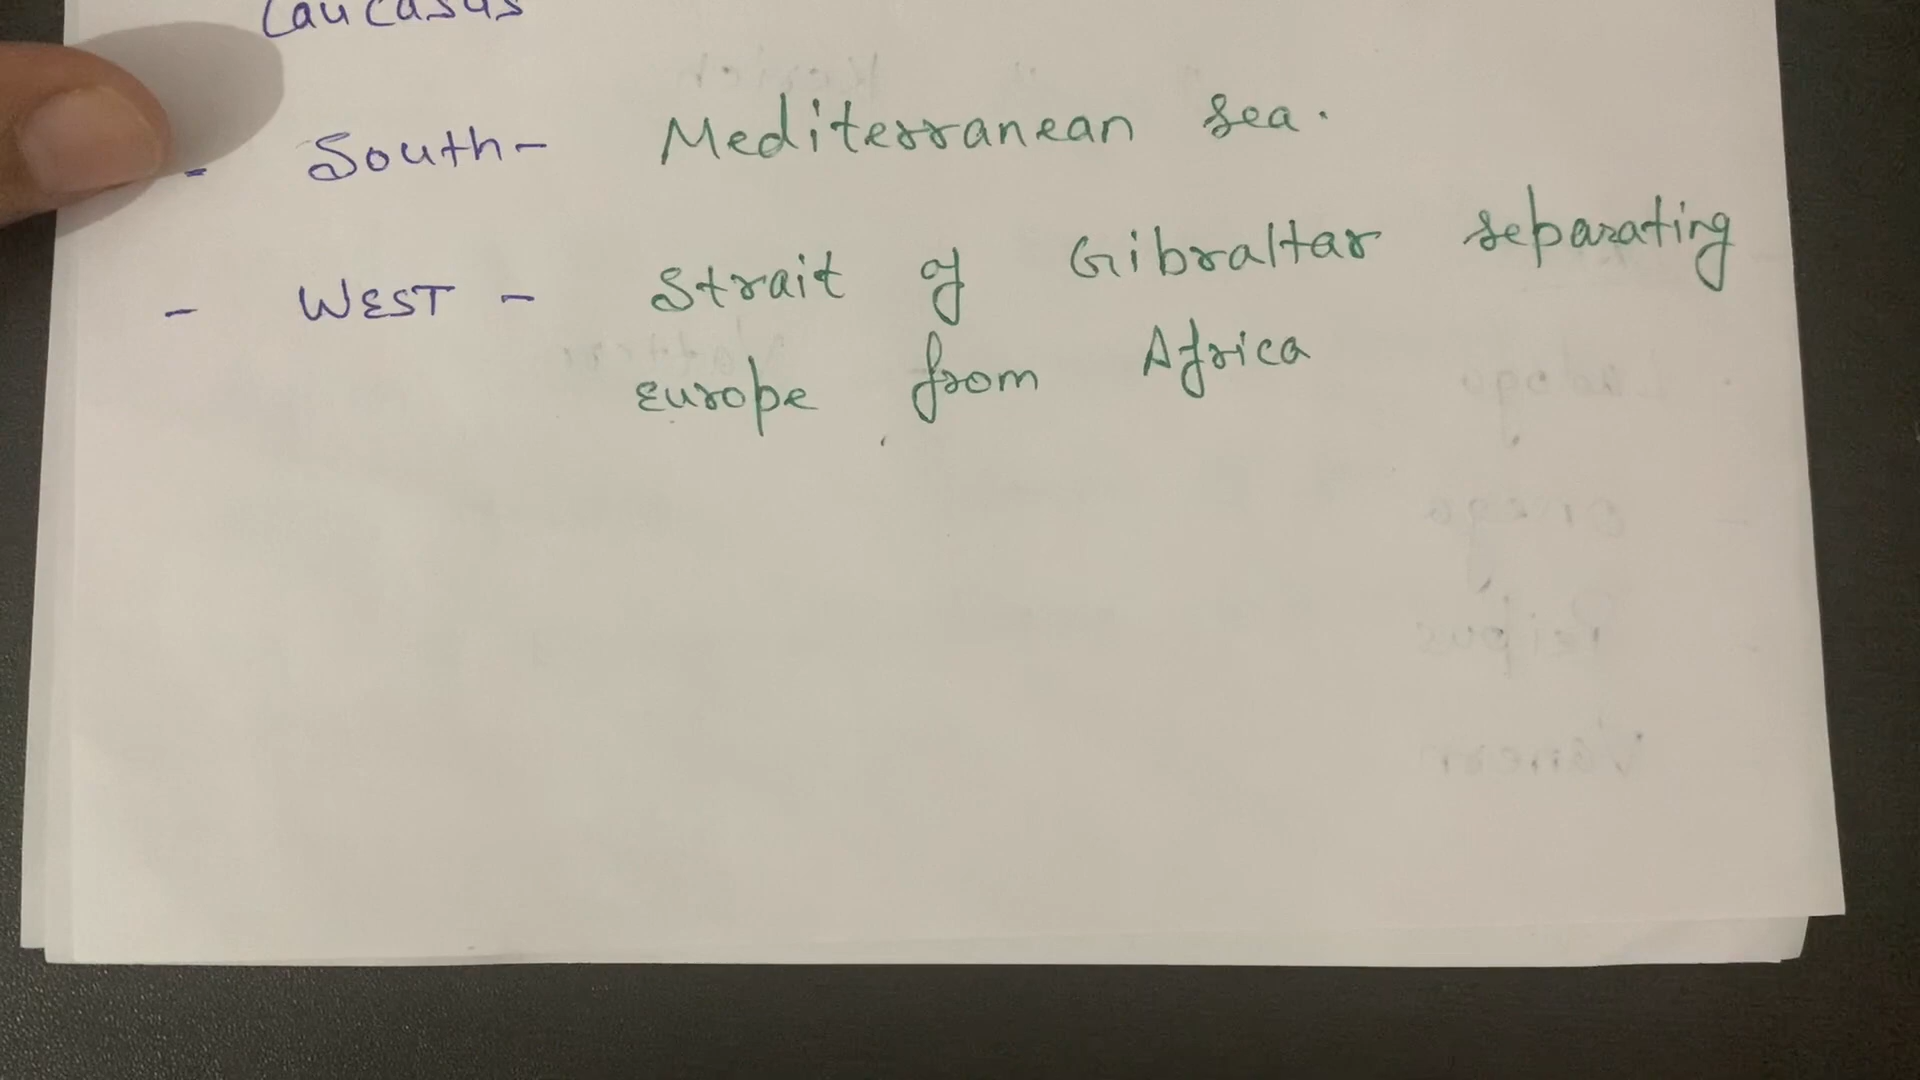 Caucasus
- South - Mediterranean sea.
- WEST - Strait of Gibraltar separating
Europe from Africa